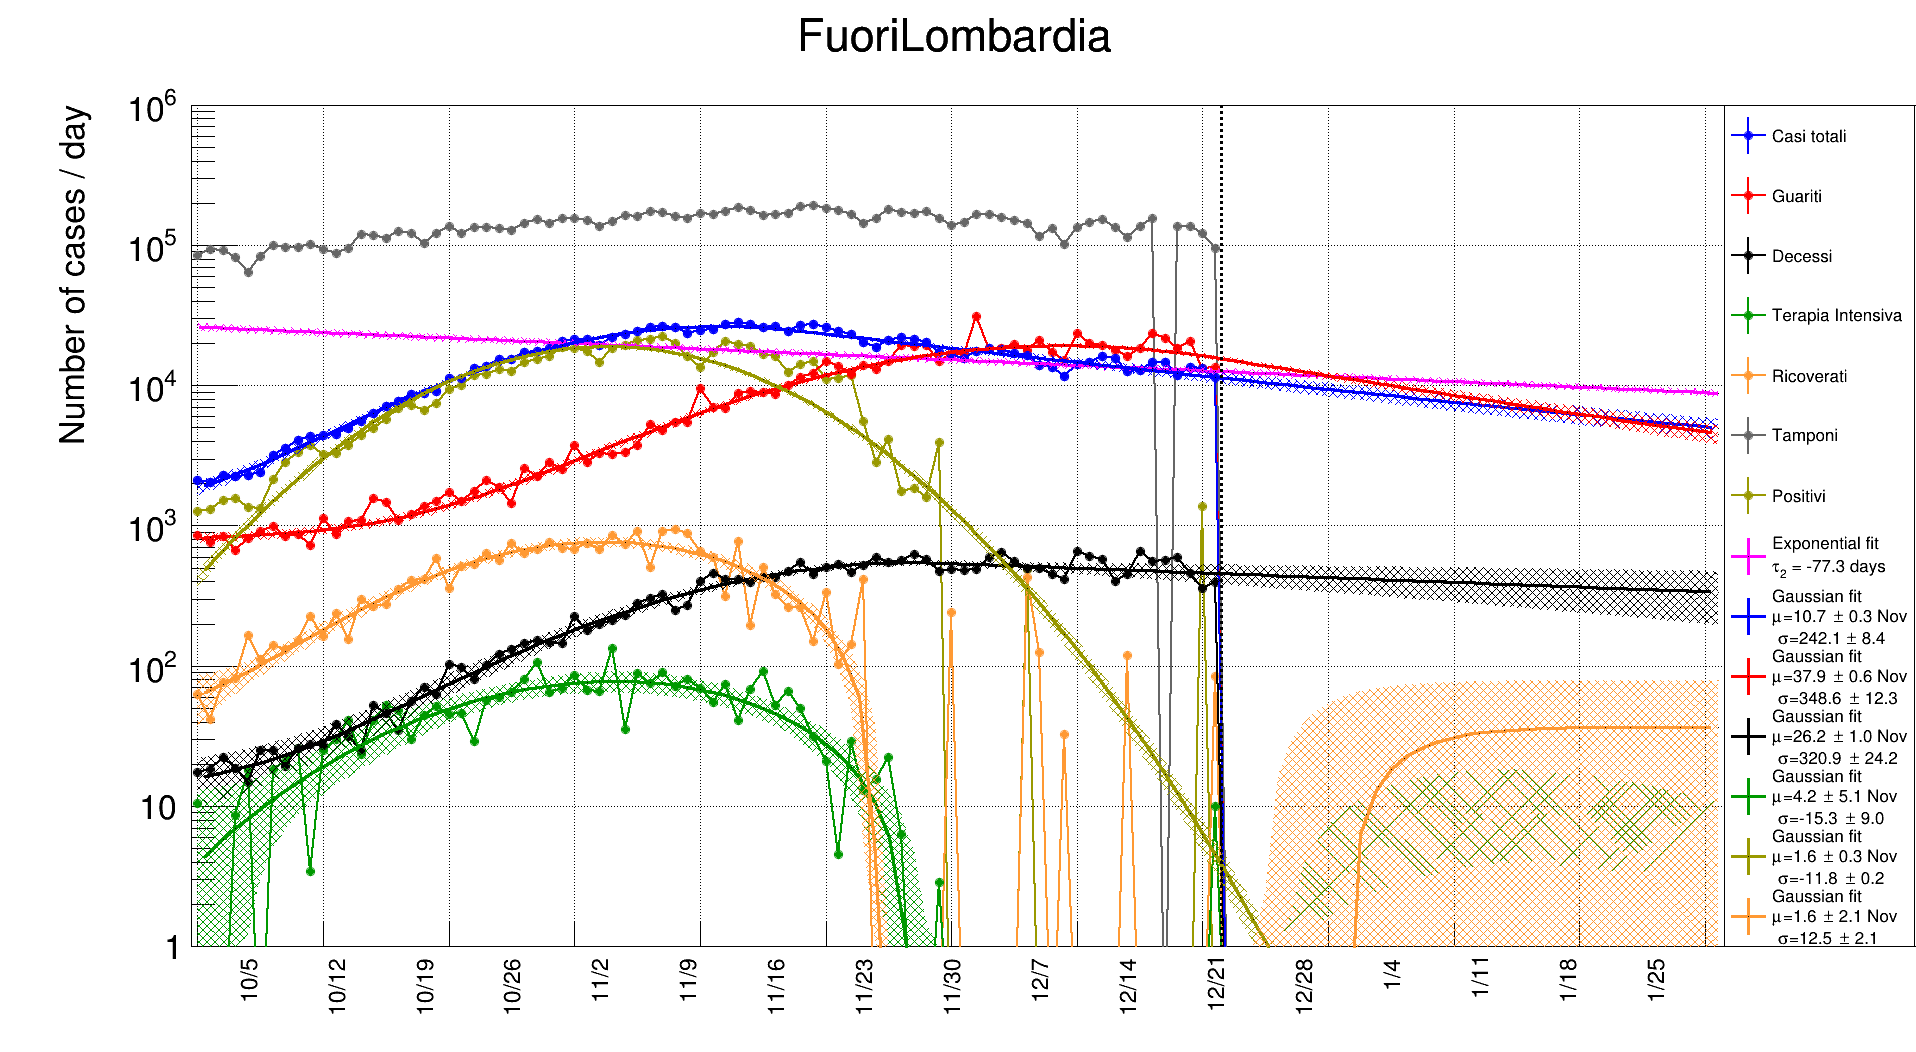 FuoriLombardia
Number of cases / day
10^6
10^5
10^4
10^3
10^2
10
1
10/5
10/12
10/19
10/26
11/2
11/9
11/16
11/23
11/30
12/7
12/14
12/21
12/28
1/4
1/11
1/18
1/25
Casi totali
Guariti
Decessi
Terapia Intensiva
Ricoverati
Tamponi
Positivi
Exponential fit
τ₂ = -77.3 days
Gaussian fit
μ=10.7 ± 0.3 Nov
σ=242.1 ± 8.4
Gaussian fit
μ=37.9 ± 0.6 Nov
σ=348.6 ± 12.3
Gaussian fit
μ=26.2 ± 1.0 Nov
σ=320.9 ± 24.2
Gaussian fit
μ=4.2 ± 5.1 Nov
σ=-15.3 ± 9.0
Gaussian fit
μ=1.6 ± 0.3 Nov
σ=-11.8 ± 0.2
Gaussian fit
μ=1.6 ± 2.1 Nov
σ=12.5 ± 2.1